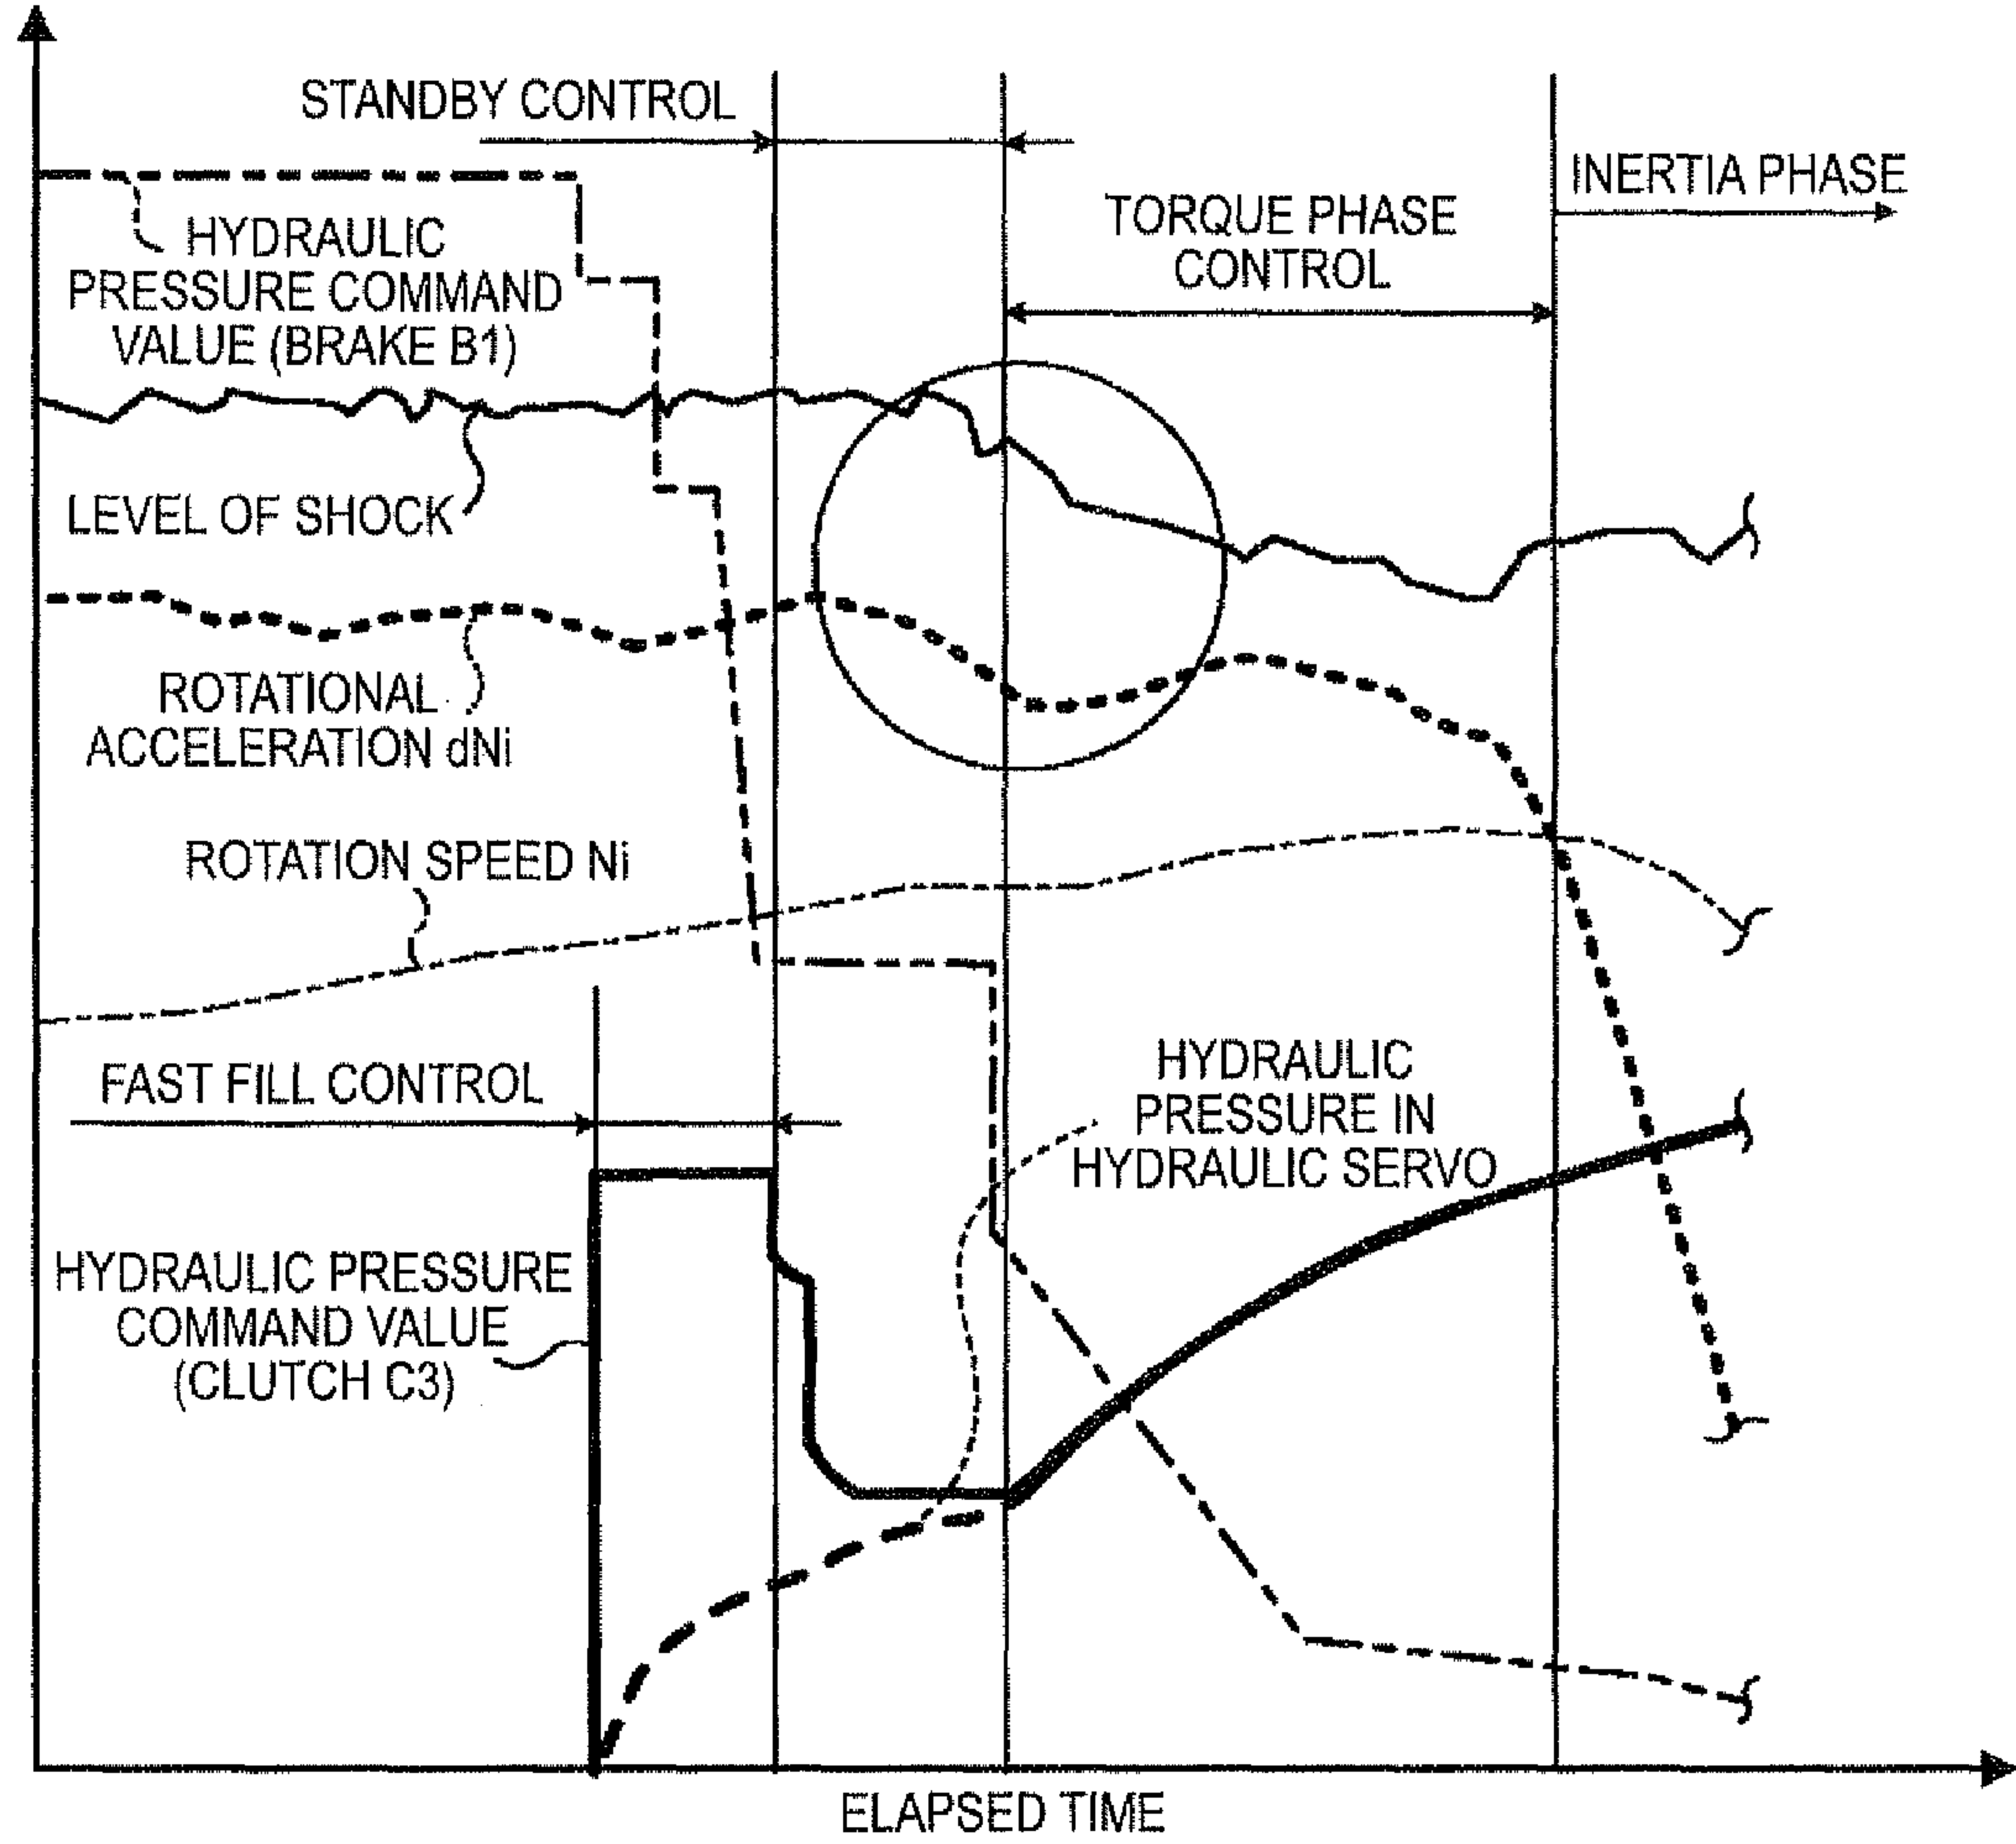 STANDBY CONTROL
INERTIA PHASE
TORQUE PHASE
CONTROL
HYDRAULIC
PRESSURE COMMAND
VALUE (BRAKE B1)
LEVEL OF SHOCK
ROTATIONAL
ACCELERATION dNi
ROTATION SPEED Ni
FAST FILL CONTROL
HYDRAULIC
PRESSURE IN
HYDRAULIC SERVO
HYDRAULIC PRESSURE
COMMAND VALUE
(CLUTCH C3)
ELAPSED TIME